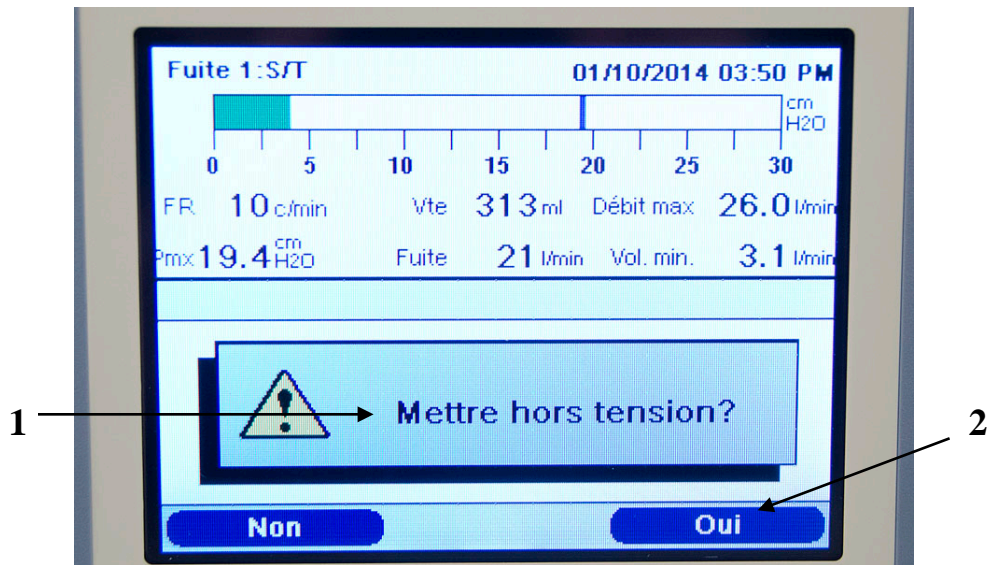 Fuite 1:S/T 01/10/2014 03:50 PM
cm
H2O
0 5 10 15 20 25 30
FR 10 c/min Vte 313 ml Débit max 26.0 l/min
Pmx 19.4 cm H2O Fuite 21 l/min Vol. min. 3.1 l/min
1 Mettre hors tension?
2
Non Oui